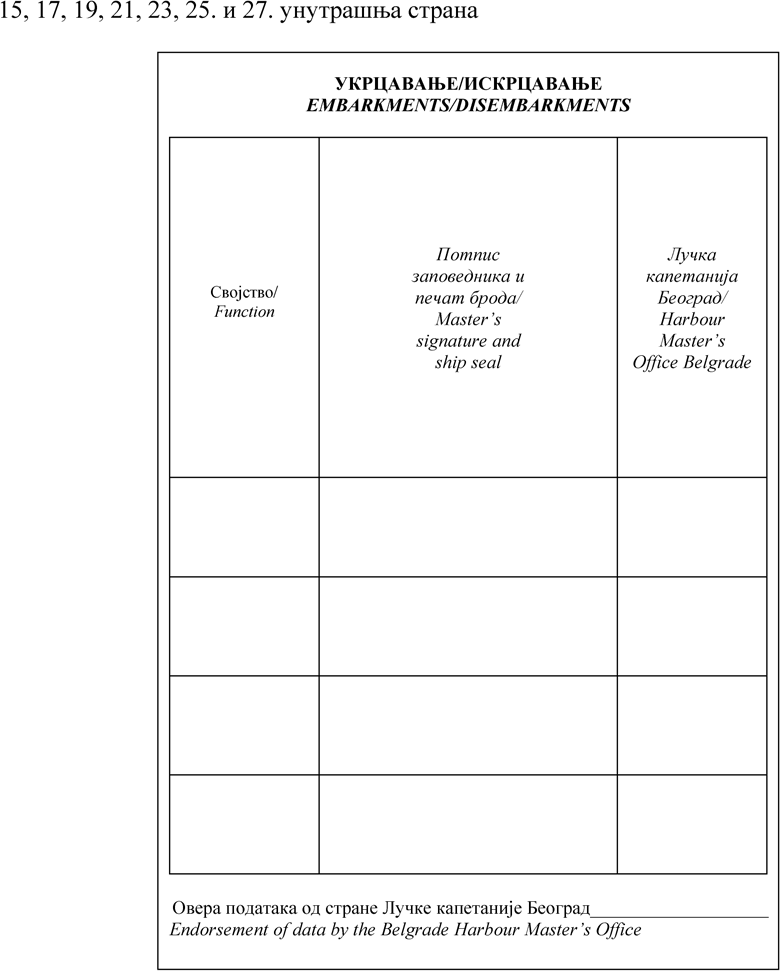 15, 17, 19, 21, 23, 25. и 27. унутрашња страна
УКРЦАВАЊЕ/ИСКРЦАВАЊЕ
EMBARKMENTS/DISEMBARKMENTS
Својство/
Function
Потпис
заповедника и
печат брода/
Master’s
signature and
ship seal
Лучка
капетанија
Београд/
Harbour
Master’s
Office Belgrade
Овера података од стране Лучке капетаније Београд____________________
Endorsement of data by the Belgrade Harbour Master’s Office